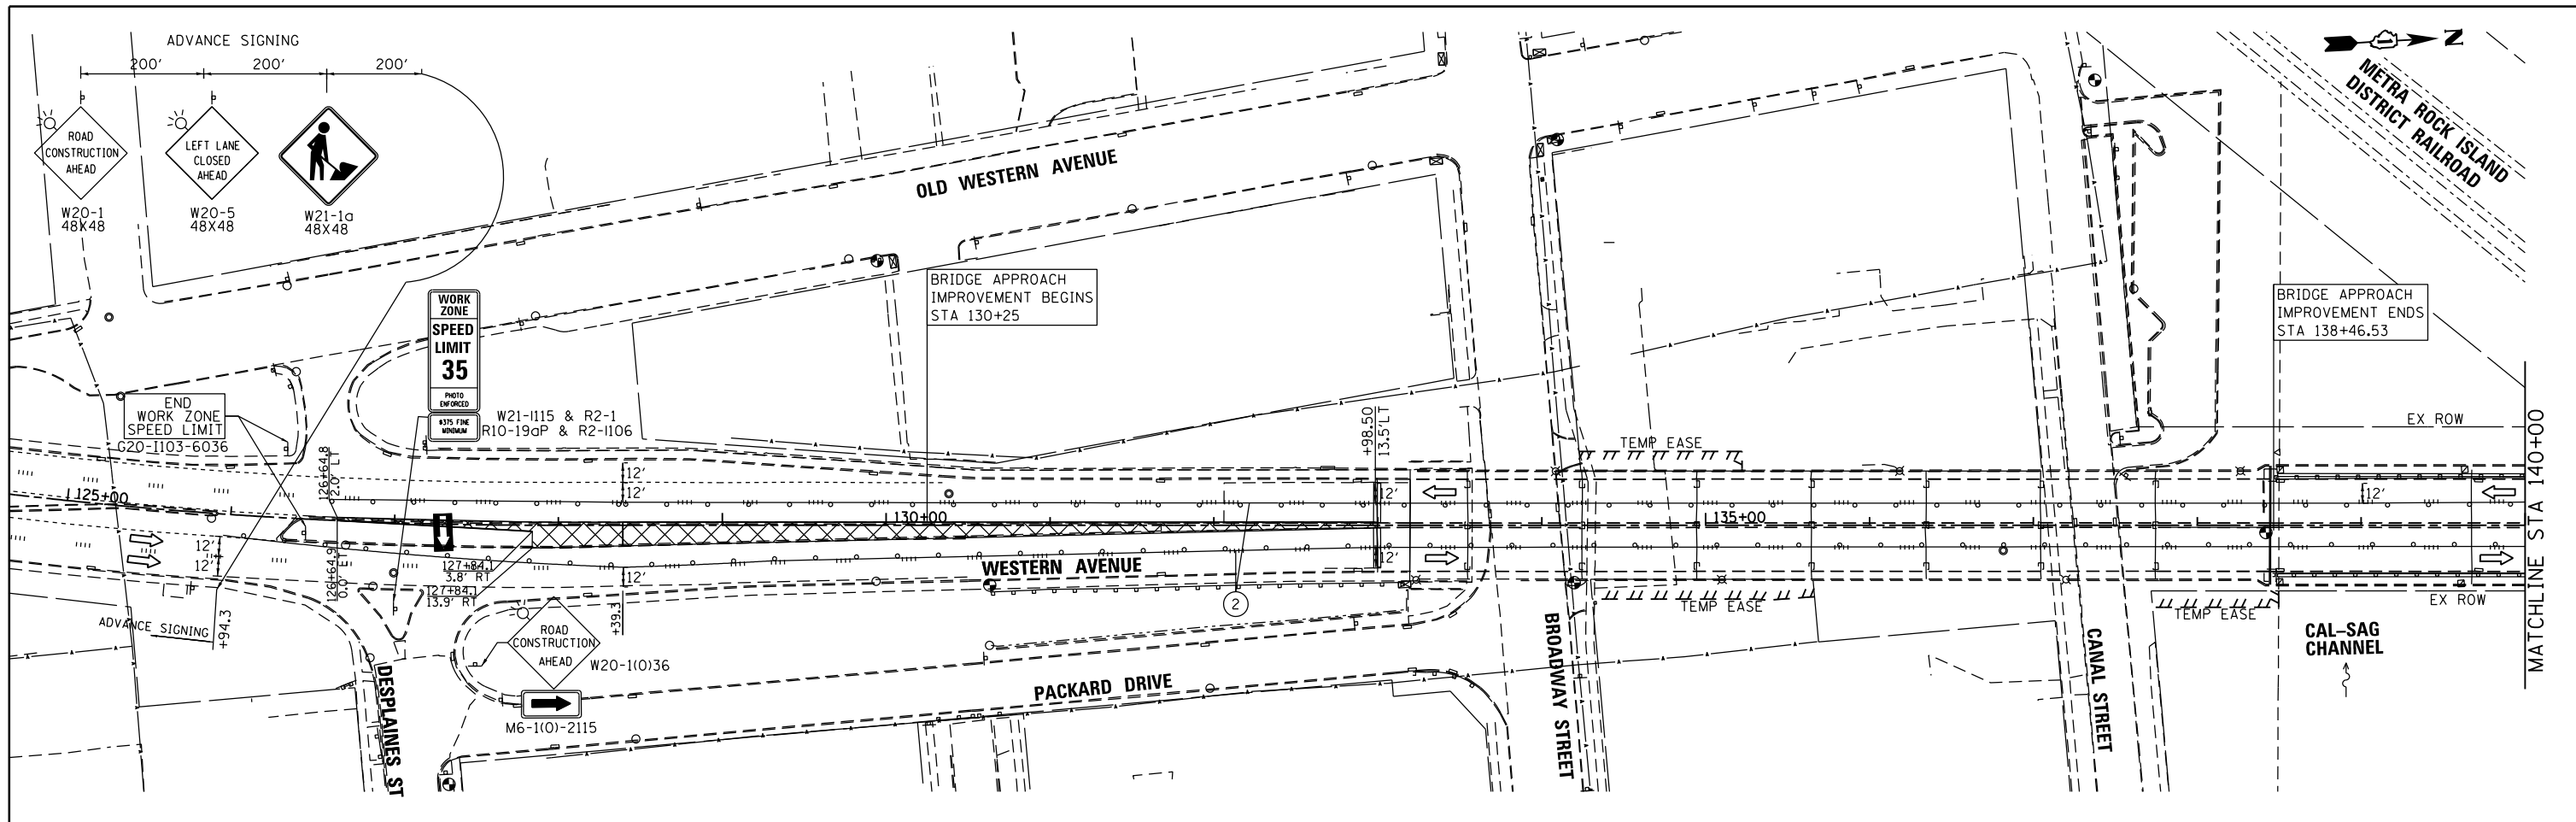 ADVANCE SIGNING
200'
200'
200'
ROAD
CONSTRUCTION
AHEAD
W20-1
48X48
LEFT LANE
CLOSED
AHEAD
W20-5
48X48
W21-1a
48X48
N
METRA ROCK ISLAND
DISTRICT RAILROAD
OLD WESTERN AVENUE
WORK
ZONE
SPEED
LIMIT
35
PHOTO
ENFORCED
$375 FINE
MINIMUM
BRIDGE APPROACH
IMPROVEMENT BEGINS
STA 130+25
BRIDGE APPROACH
IMPROVEMENT ENDS
STA 138+46.53
END
WORK ZONE
SPEED LIMIT
G20-I103-6036
W21-I115 & R2-1
R10-19aP & R2-I106
+98.50
13.5'LT
TEMP EASE
EX ROW
MATCHLINE STA 140+00
125+00
126+64.8
2.0' LT
12'
12'
12'
12'
130+00
135+00
12'
12'
12'
12'
126+64.9
0.0'
127+84.1
3.8' RT
127+84.1
13.9' RT
WESTERN AVENUE
+39.3
2
ADVANCE SIGNING
+94.3
TEMP EASE
TEMP EASE
EX ROW
CAL-SAG
CHANNEL
ROAD
CONSTRUCTION
AHEAD
W20-1(O)36
M6-1(O)-2115
PACKARD DRIVE
DESPLAINES ST
BROADWAY STREET
CANAL STREET